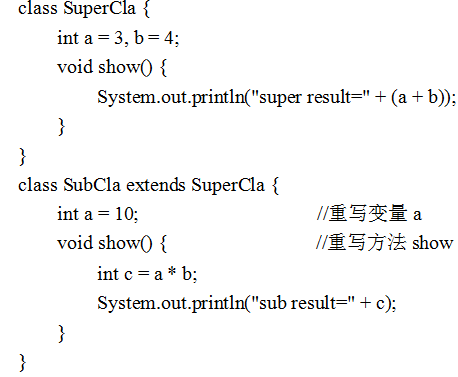 class SuperCla {
int a = 3, b = 4;
void show() {
System.out.println("super result=" + (a + b));
}
}
class SubCla extends SuperCla {
int a = 10; //重写变量 a
void show() { //重写方法 show
int c = a * b;
System.out.println("sub result=" + c);
}
}